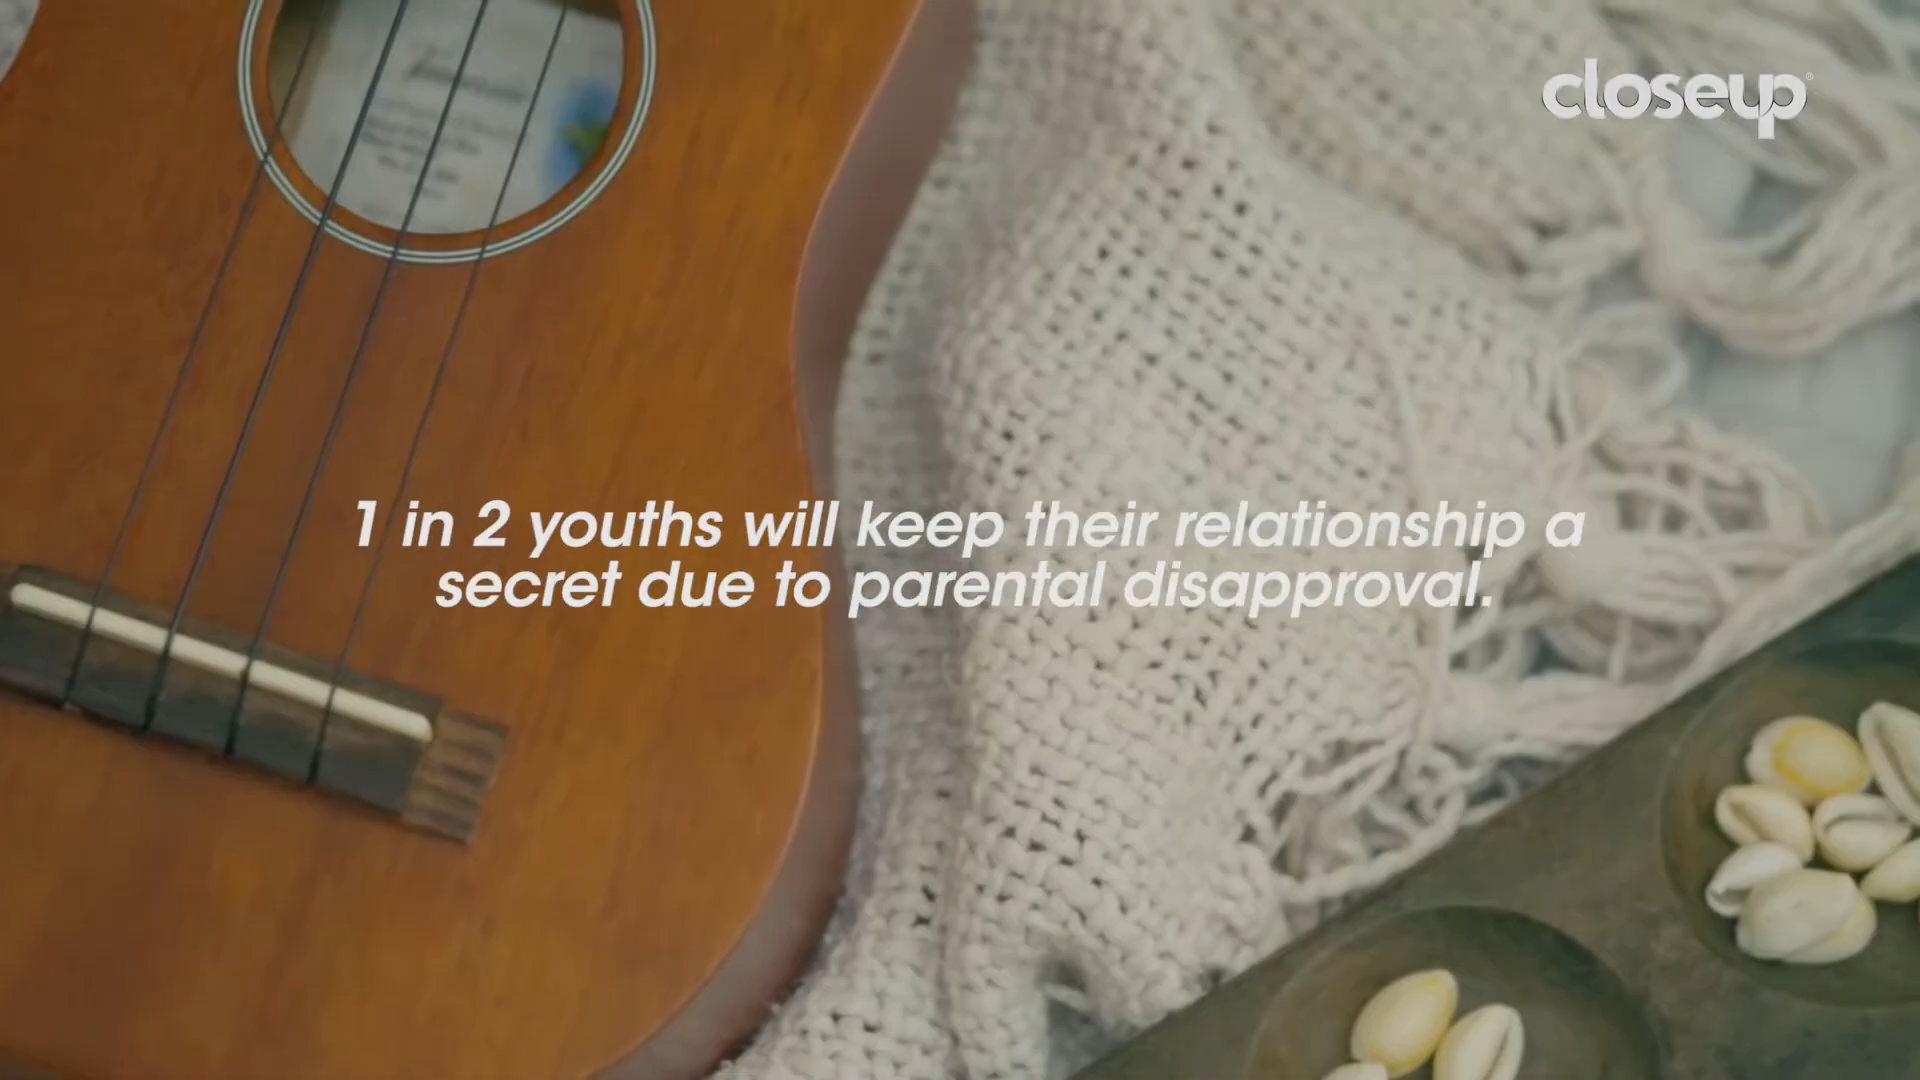 closeup®
1 in 2 youths will keep their relationship a
secret due to parental disapproval.